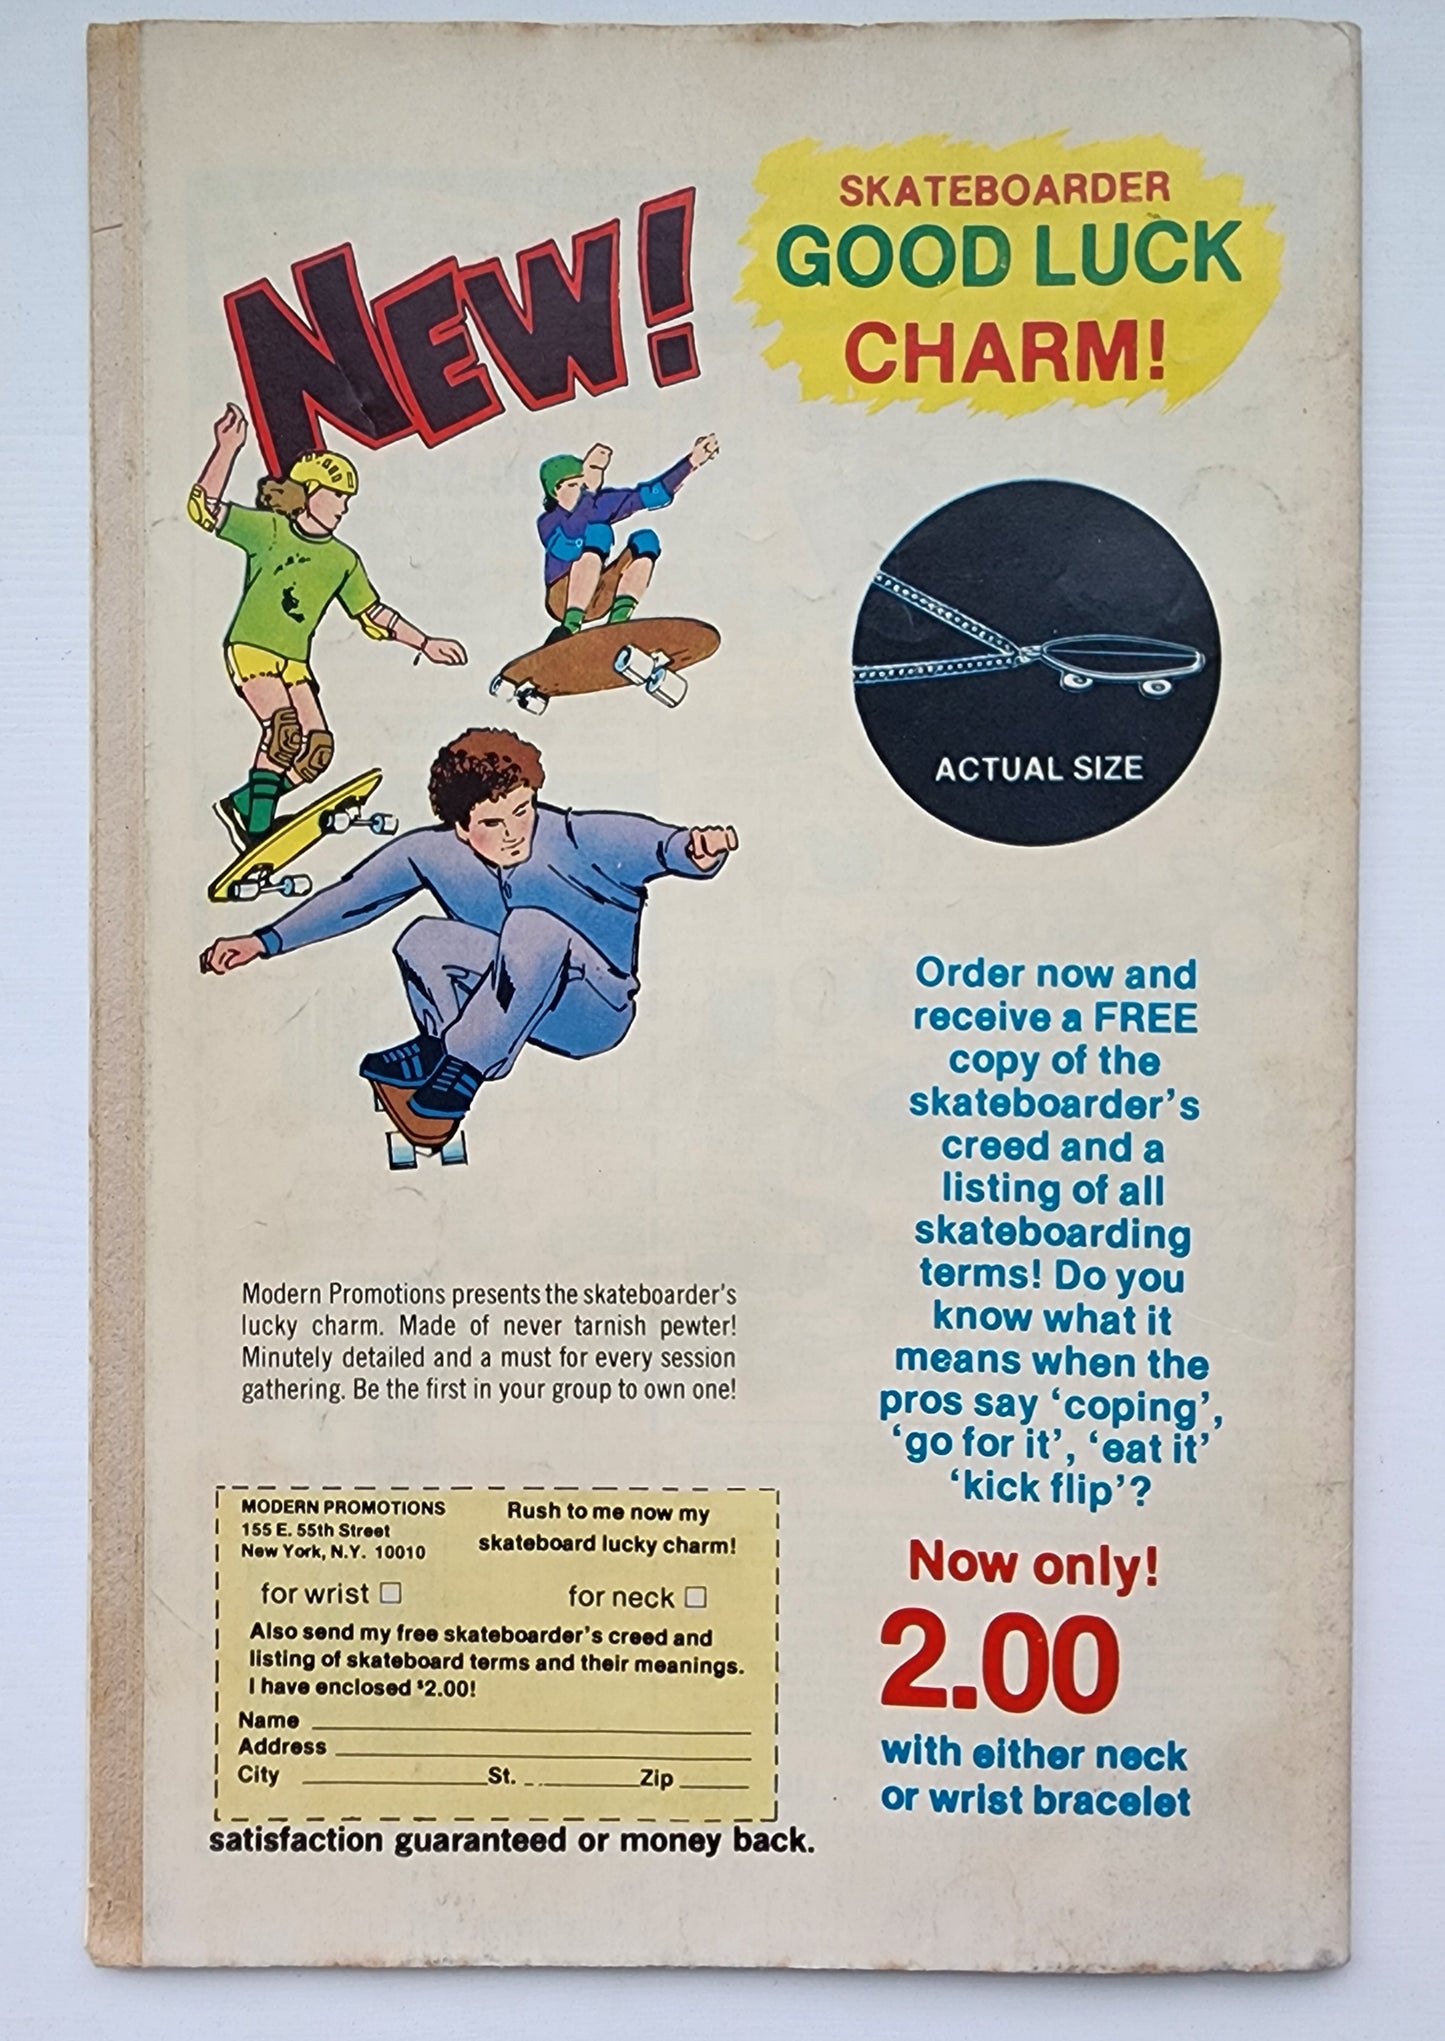 NEW!
SKATEBOARDER
GOOD LUCK
CHARM!
ACTUAL SIZE
Order now and
receive a FREE
copy of the
skateboarder's
creed and a
listing of all
skateboarding
terms! Do you
know what it
means when the
pros say ‘coping’,
‘go for it’, ‘eat it’
‘kick flip’?
Now only!
2.00
with either neck
or wrist bracelet
Modern Promotions presents the skateboarder's
lucky charm. Made of never tarnish pewter!
Minutely detailed and a must for every session
gathering. Be the first in your group to own one!
MODERN PROMOTIONS
155 E. 55th Street
New York, N.Y. 10010
Rush to me now my
skateboard lucky charm!
for wrist □ for neck □
Also send my free skateboarder's creed and
listing of skateboard terms and their meanings.
I have enclosed $2.00!
Name
Address
City St. Zip
satisfaction guaranteed or money back.